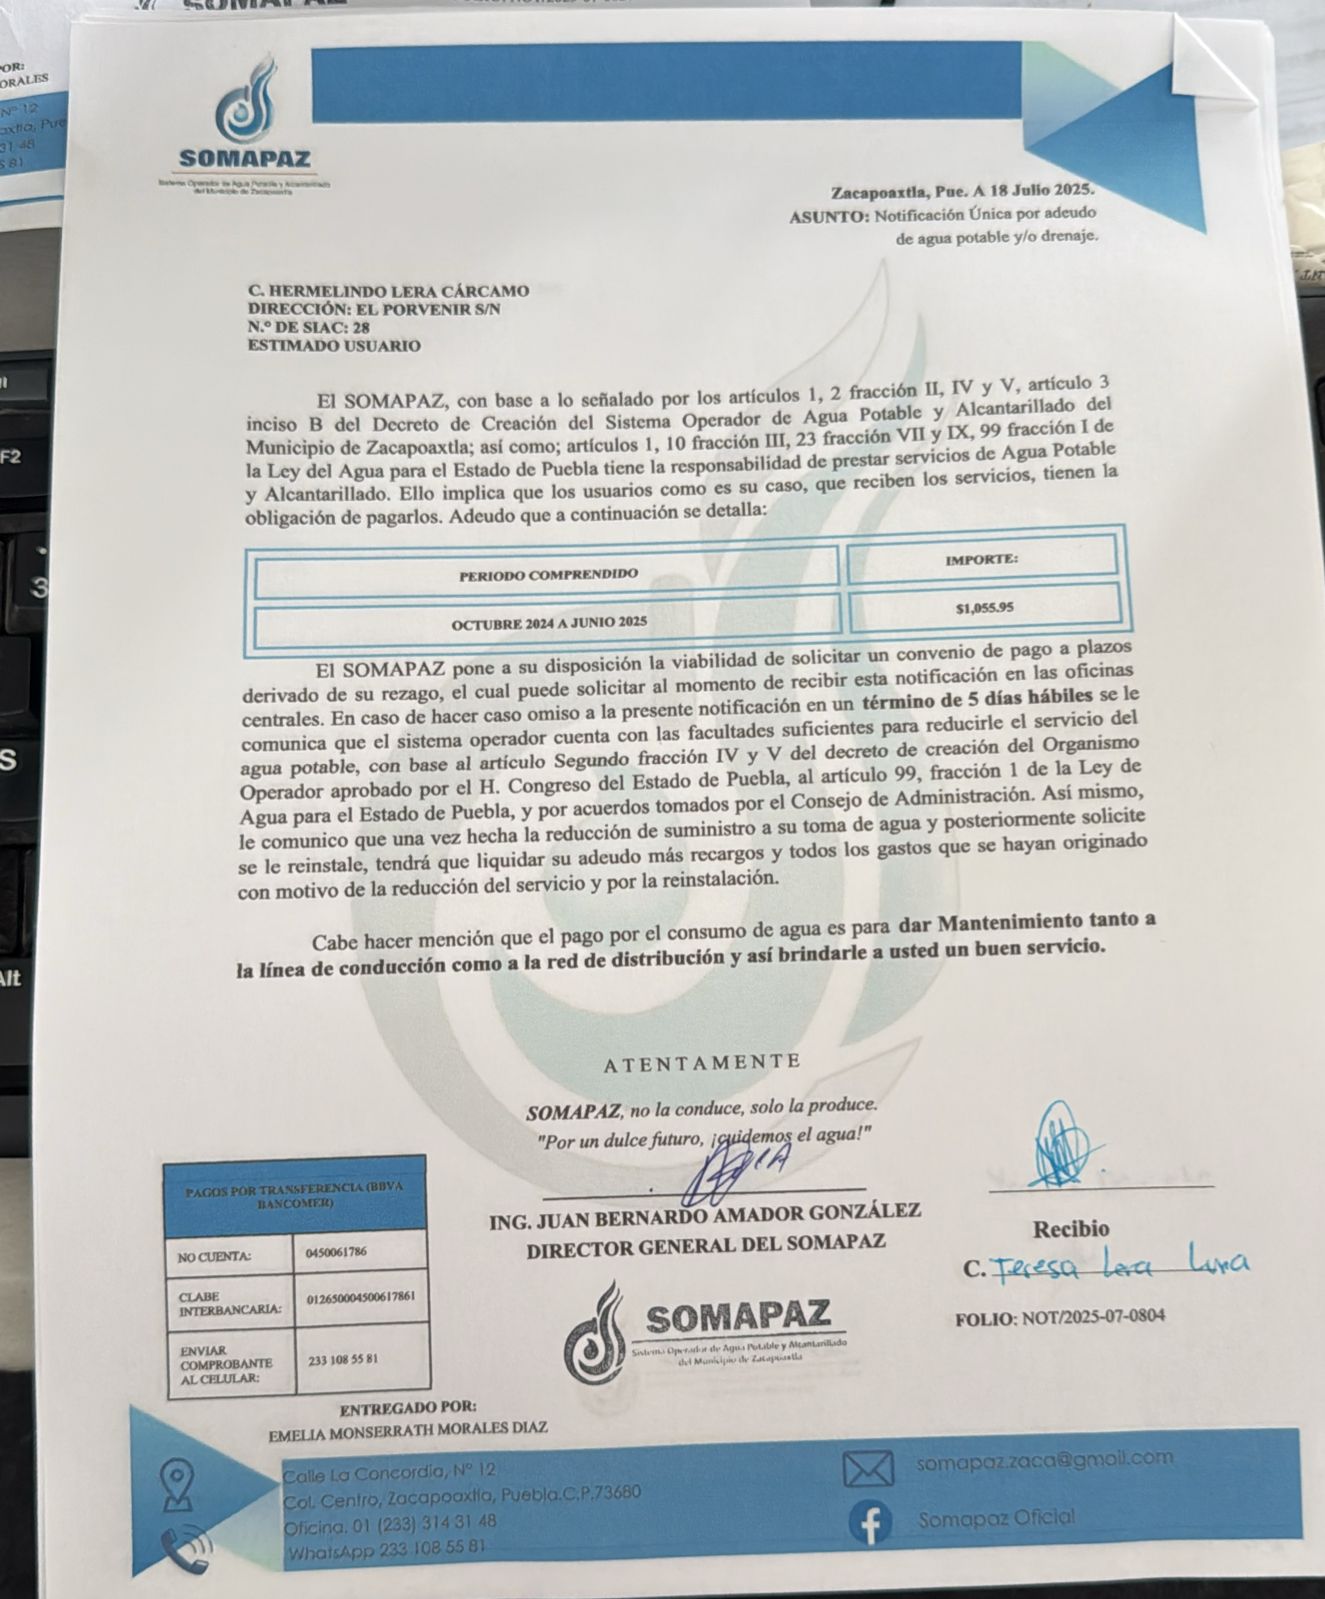 SOMAPAZ
OR:
ORALES
Nº 12
31 48
SOMAPAZ
Sistema Operador de Agua Potable y Alcantarillado
del Municipio de Zacapoaxtla
Zacapoaxtla, Pue. A 18 Julio 2025.
ASUNTO: Notificación Única por adeudo
de agua potable y/o drenaje.
C. HERMELINDO LERA CÁRCAMO
DIRECCIÓN: EL PORVENIR S/N
N.º DE SIAC: 28
ESTIMADO USUARIO
El SOMAPAZ, con base a lo señalado por los artículos 1, 2 fracción II, IV y V, artículo 3
inciso B del Decreto de Creación del Sistema Operador de Agua Potable y Alcantarillado del
Municipio de Zacapoaxtla; así como; artículos 1, 10 fracción III, 23 fracción VII y IX, 99 fracción I de
la Ley del Agua para el Estado de Puebla tiene la responsabilidad de prestar servicios de Agua Potable
y Alcantarillado. Ello implica que los usuarios como es su caso, que reciben los servicios, tienen la
obligación de pagarlos. Adeudo que a continuación se detalla:
PERIODO COMPRENDIDO
IMPORTE:
OCTUBRE 2024 A JUNIO 2025
$1,055.95
El SOMAPAZ pone a su disposición la viabilidad de solicitar un convenio de pago a plazos
derivado de su rezago, el cual puede solicitar al momento de recibir esta notificación en las oficinas
centrales. En caso de hacer caso omiso a la presente notificación en un término de 5 días hábiles se le
comunica que el sistema operador cuenta con las facultades suficientes para reducirle el servicio del
agua potable, con base al artículo Segundo fracción IV y V del decreto de creación del Organismo
Operador aprobado por el H. Congreso del Estado de Puebla, al artículo 99, fracción 1 de la Ley de
Agua para el Estado de Puebla, y por acuerdos tomados por el Consejo de Administración. Así mismo,
le comunico que una vez hecha la reducción de suministro a su toma de agua y posteriormente solicite
se le reinstale, tendrá que liquidar su adeudo más recargos y todos los gastos que se hayan originado
con motivo de la reducción del servicio y por la reinstalación.
Cabe hacer mención que el pago por el consumo de agua es para dar Mantenimiento tanto a
la línea de conducción como a la red de distribución y así brindarle a usted un buen servicio.
ATENTAMENTE
SOMAPAZ, no la conduce, solo la produce.
"Por un dulce futuro, ¡cuidemos el agua!"
ING. JUAN BERNARDO AMADOR GONZÁLEZ
DIRECTOR GENERAL DEL SOMAPAZ
SOMAPAZ
Sistema Operador de Agua Potable y Alcantarillado
del Municipio de Zacapoaxtla
Recibio
C. Teresa Lera Luna
FOLIO: NOT/2025-07-0804
PAGOS POR TRANSFERENCIA (BBVA
BANCOMER)
NO CUENTA:
0450061786
CLABE
INTERBANCARIA:
012650004500617861
ENVIAR
COMPROBANTE
AL CELULAR:
233 108 55 81
ENTREGADO POR:
EMELIA MONSERRATH MORALES DIAZ
Calle La Concordia, Nº 12
Col. Centro, Zacapoaxtla, Puebla.C.P.73680
Oficina. 01 (233) 314 31 48
WhatsApp 233 108 55 81
somapaz.zaca@gmail.com
Somapaz Oficial
F2
3
S
Alt